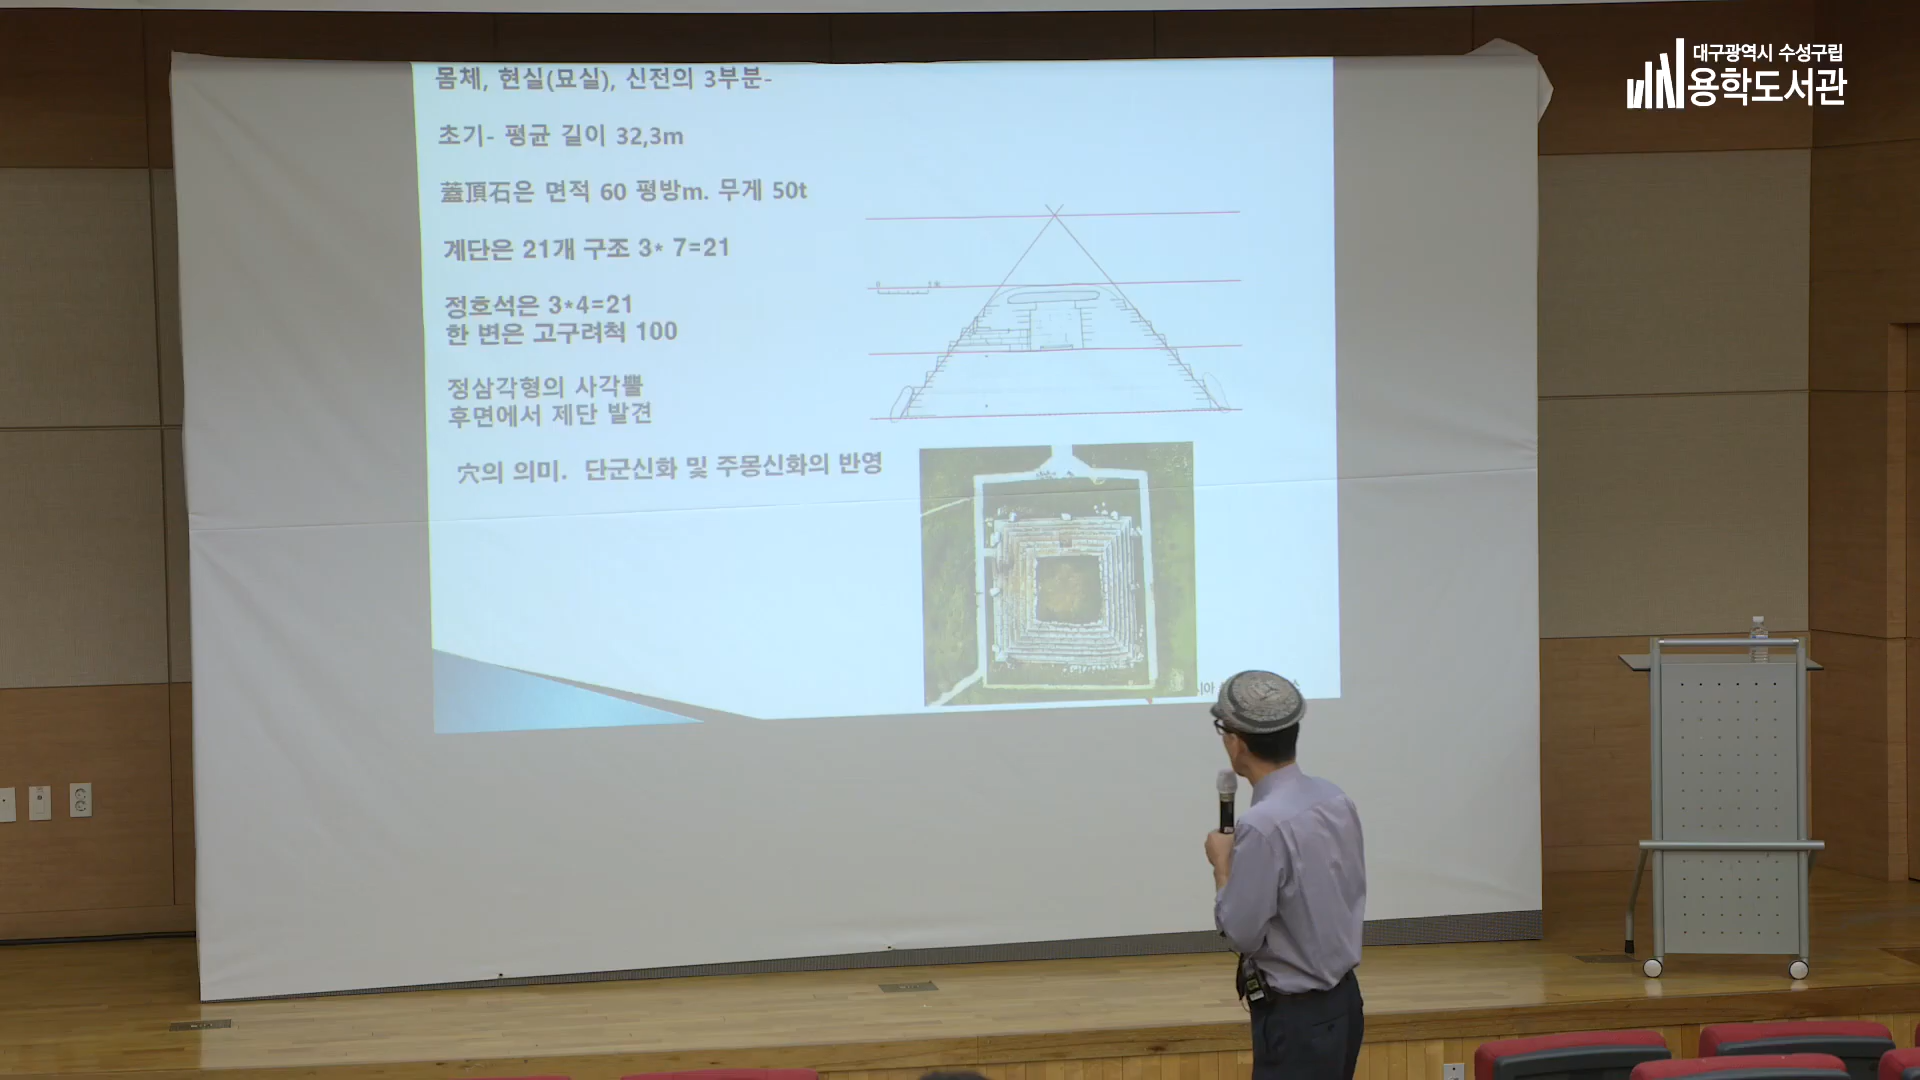 대구광역시 수성구립
용학도서관
몸체, 현실(묘실), 신전의 3부분-
초기- 평균 길이 32,3m
蓋頂石은 면적 60 평방m. 무게 50t
계단은 21개 구조 3* 7=21
정호석은 3*4=21
한 변은 고구려척 100
정삼각형의 사각뿔
후면에서 제단 발견
穴의 의미. 단군신화 및 주몽신화의 반영